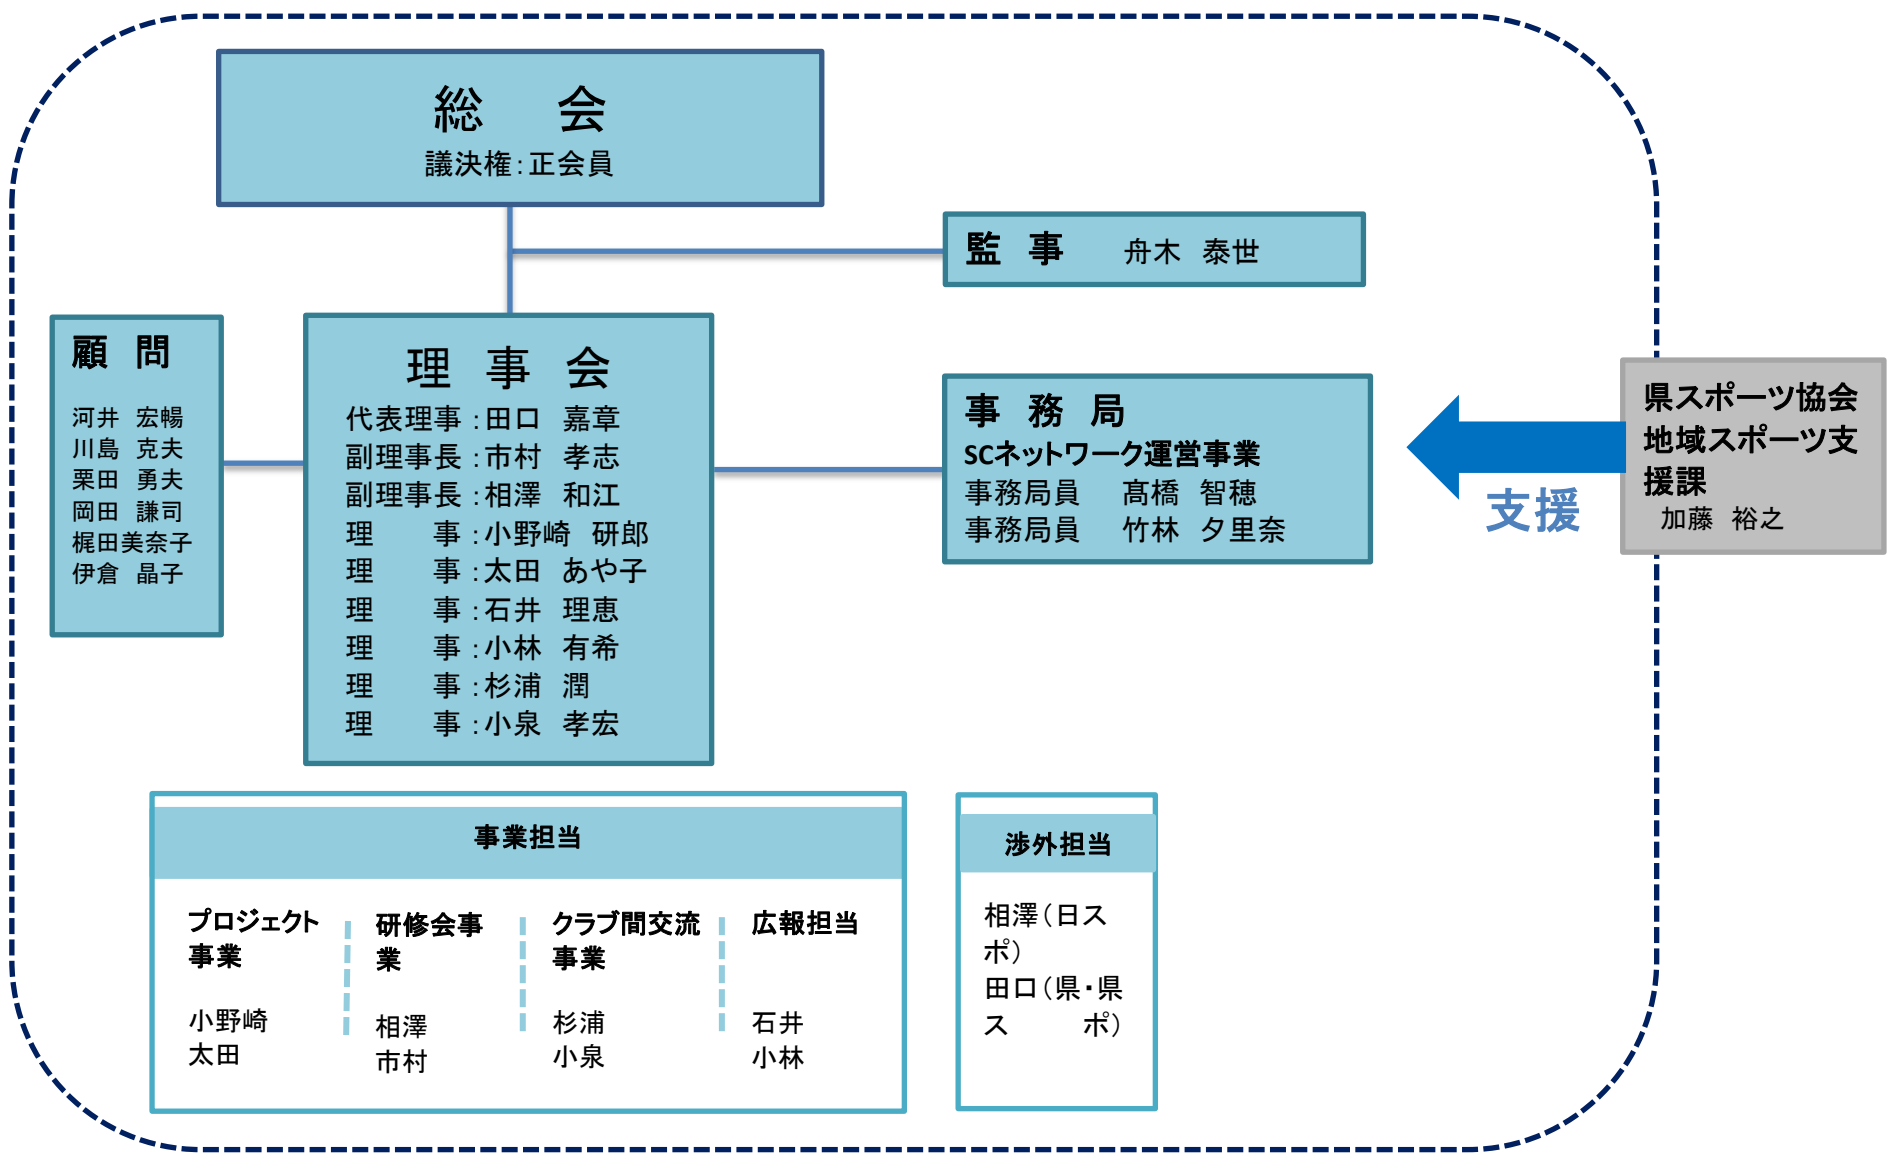 総　会
議決権：正会員
監　事　　舟木　泰世
顧　問
河井　宏暢
川島　克夫
栗田　勇夫
岡田　謙司
梶田美奈子
伊倉　晶子
理　事　会
代表理事：田口　嘉章
副理事長：市村　孝志
副理事長：相澤　和江
理　　事：小野崎　研郎
理　　事：太田　あや子
理　　事：石井　理恵
理　　事：小林　有希
理　　事：杉浦　潤
理　　事：小泉　孝宏
事　務　局
SCネットワーク運営事業
事務局員　　髙橋　智穂
事務局員　　竹林　夕里奈
支援
県スポーツ協会
地域スポーツ支
援課
加藤　裕之
事業担当
プロジェクト
事業
小野崎
太田
研修会事
業
相澤
市村
クラブ間交流
事業
杉浦
小泉
広報担当
石井
小林
渉外担当
相澤（日ス
ポ）
田口（県・県
ス　　ポ）